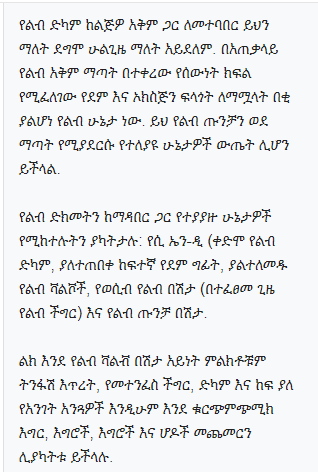 የልብ ድካም ከልጅዎ አቅም ጋር ለመተባበር ይህን
ማለት ደግሞ ሁልጊዜ ማለት አይደለም. በአጠቃላይ
የልብ አቅም ማጣት በተቀረው የሰውነት ክፍል
የሚፈለገው የደም እና ኦክስጅን ፍላጎት ለማሟላት በቂ
ያልሆነ የልብ ሁኔታ ነው. ይህ የልብ ጡንቻን ወደ
ማጣት የሚያደርሱ የተለያዩ ሁኔታዎች ውጤት ሊሆን
ይችላል.
የልብ ድክመትን ከማዳበር ጋር የተያያዙ ሁኔታዎች
የሚከተሉትን ያካትታሉ: የሲ ኤን-ዲ (ቀድሞ የልብ
ድካም, ያለተጠበቀ ከፍተኛ የደም ግፊት, ያልተለመዱ
የልብ ቫልቮች, የወሲብ የልብ በሽታ (በተፈፀመ ጊዜ
የልብ ችግር) እና የልብ ጡንቻ በሽታ.
ልክ እንደ የልብ ቫልቭ በሽታ አይነት ምልክቶቹም
ትንፋሽ እጥረት, የመተንፈስ ችግር, ድካም እና ከፍ ያለ
የአንገት አንጓዎች እንዲሁም እንደ ቁርጭምጭሚክ
እግር, እግሮች, እግሮች እና ሆዶች መጨመርን
ሊያካትቱ ይችላሉ.